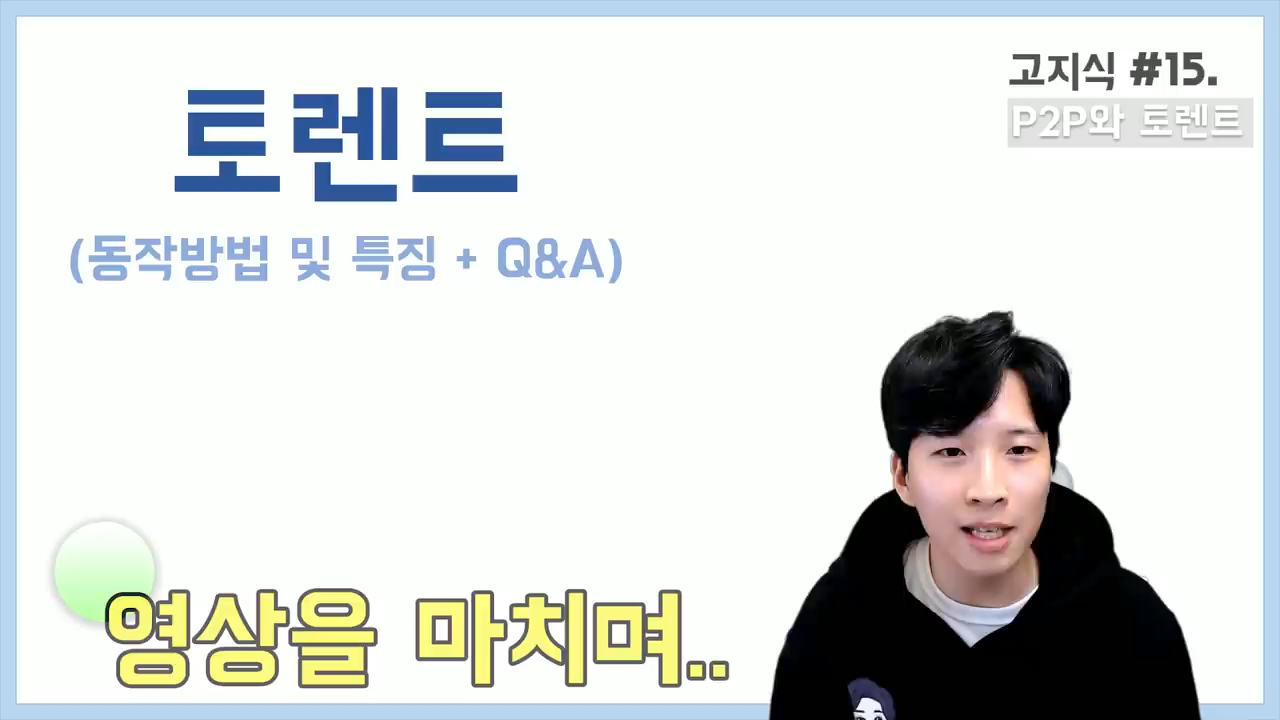 고지식 #15.
P2P와 토렌트
토렌트
(동작방법 및 특징 + Q&A)
영상을 마치며..